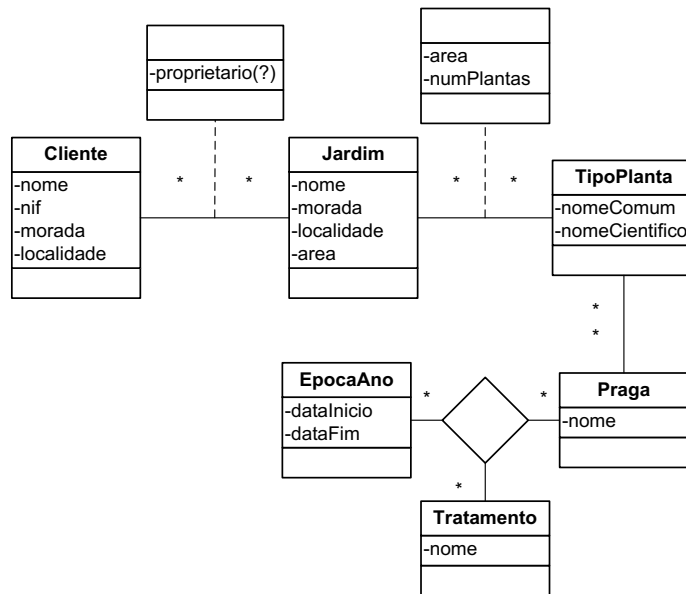 -proprietario(?)
-area
-numPlantas
Cliente
-nome
-nif
-morada
-localidade
*
*
Jardim
-nome
-morada
-localidade
-area
*
*
TipoPlanta
-nomeComum
-nomeCientifico
*
*
EpocaAno
-dataInicio
-dataFim
*
*
Praga
-nome
*
Tratamento
-nome